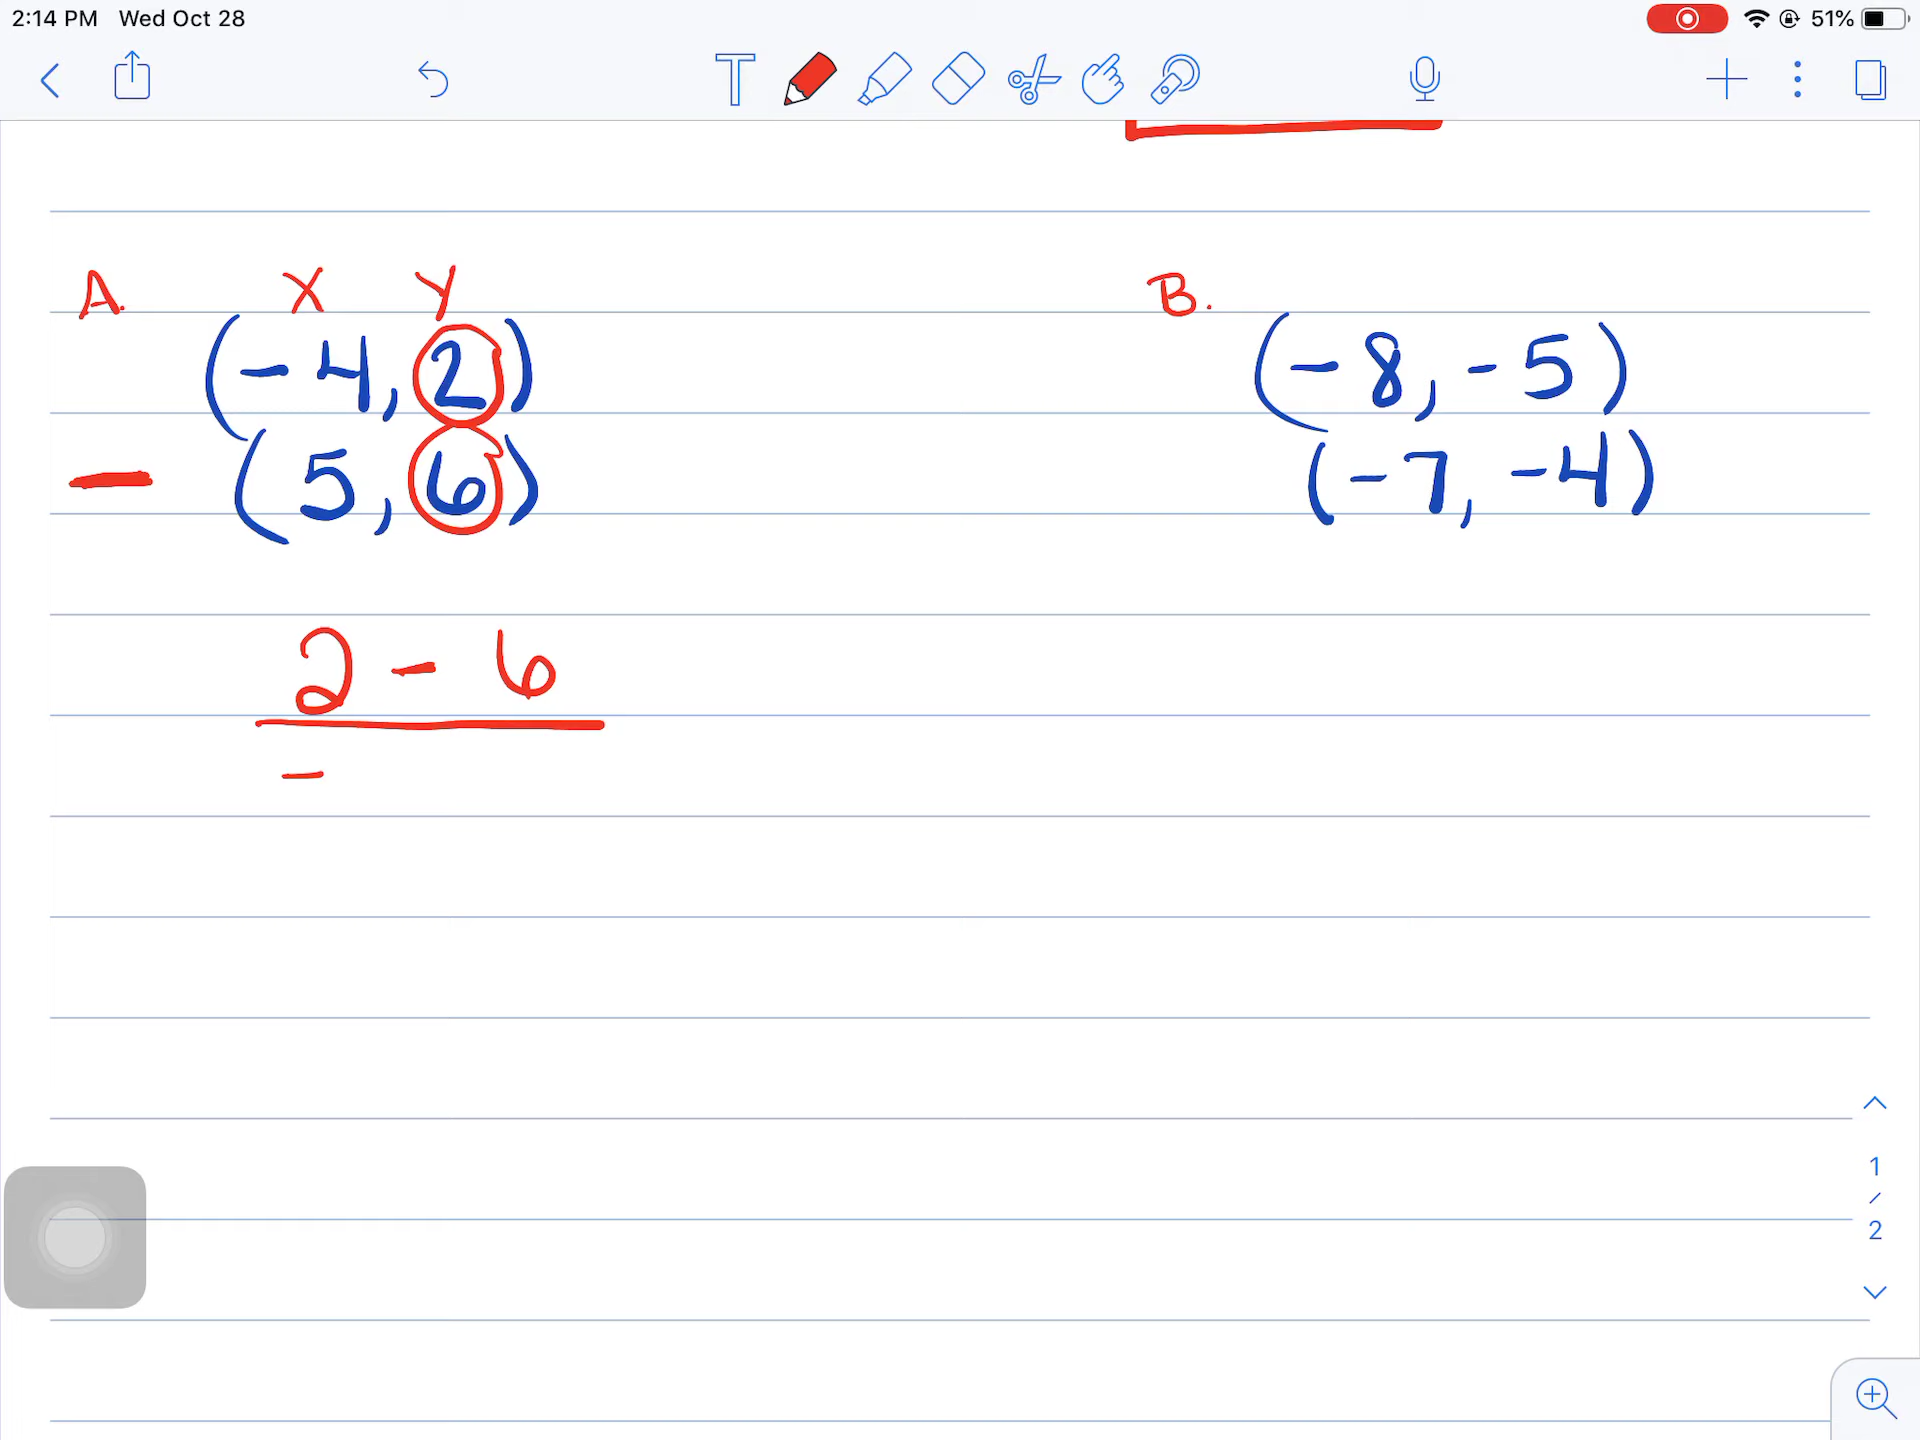 2:14 PM Wed Oct 28
51%
T
A. X Y
(-4, 2)
- (5, 6)
2 - 6
-
B.
(-8, -5)
(-7, -4)
1
/
2